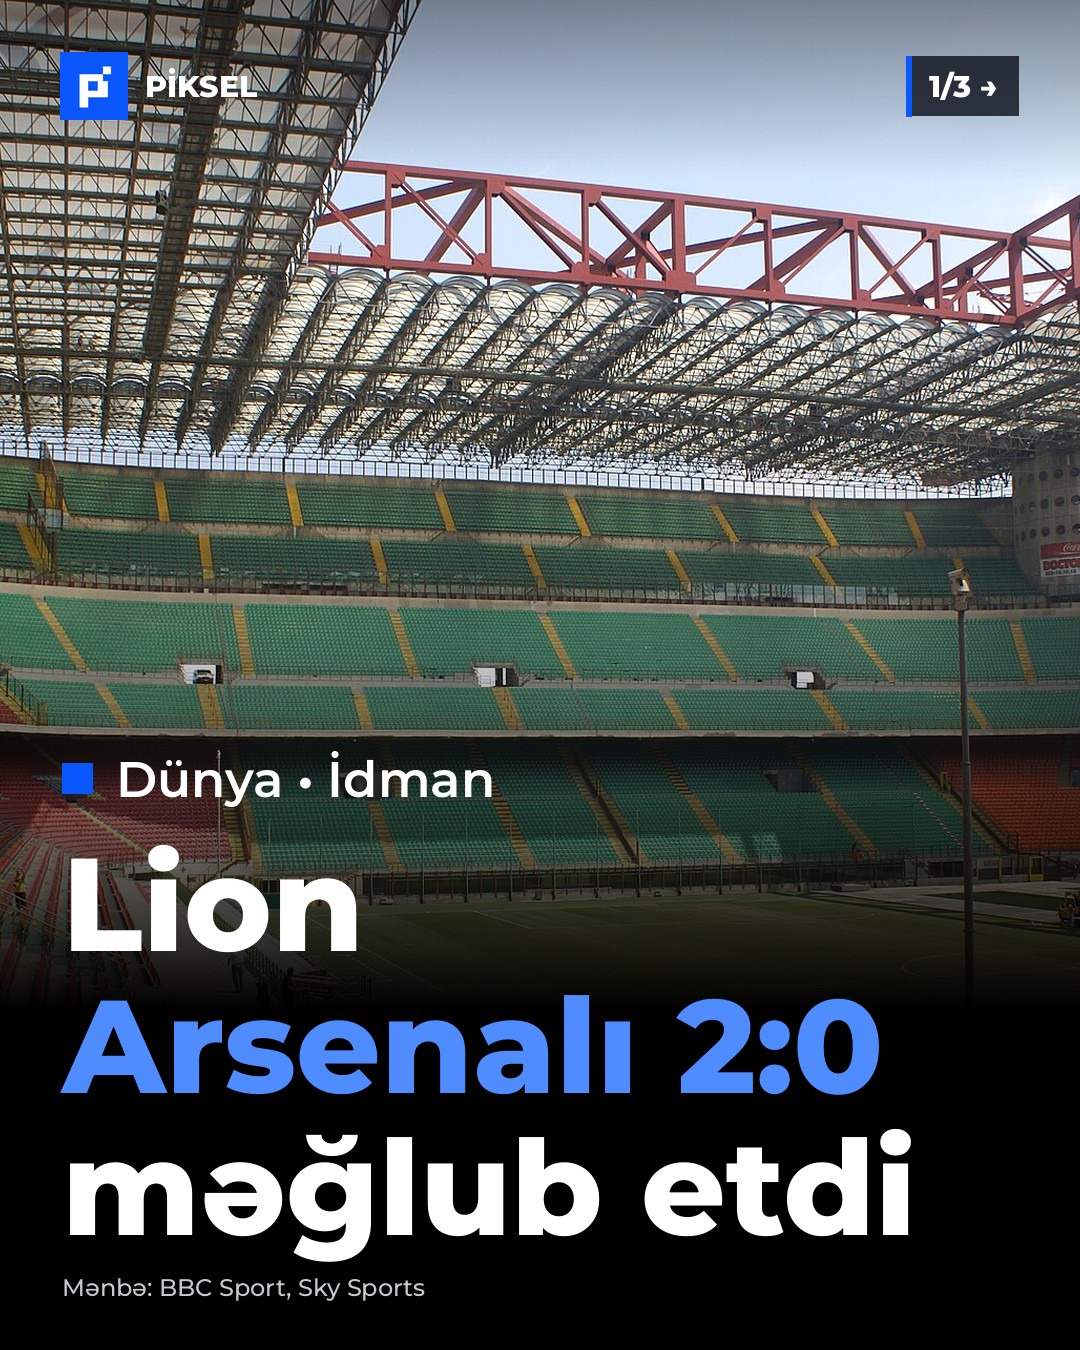 PİKSEL
1/3 →
Dünya • İdman
Lion
Arsenalı 2:0
məğlub etdi
Mənbə: BBC Sport, Sky Sports